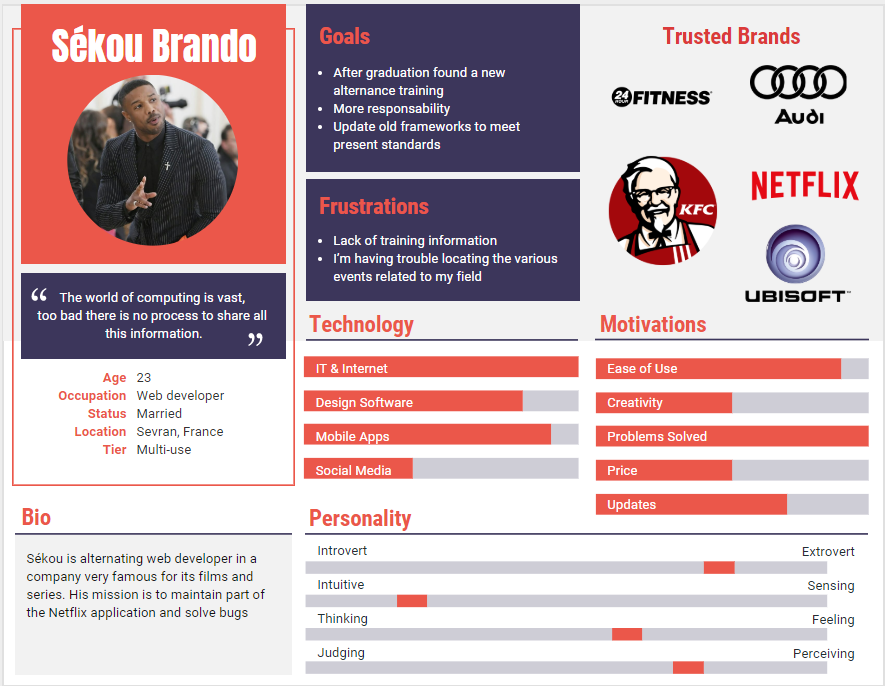 Sékou Brando
“ The world of computing is vast,
too bad there is no process to share all
this information. ”
Age 23
Occupation Web developer
Status Married
Location Sevran, France
Tier Multi-use
Bio
Sékou is alternating web developer in a
company very famous for its films and
series. His mission is to maintain part of
the Netflix application and solve bugs
Goals
• After graduation found a new
alternance training
• More responsability
• Update old frameworks to meet
present standards
Frustrations
• Lack of training information
• I’m having trouble locating the various
events related to my field
Technology
IT & Internet
Design Software
Mobile Apps
Social Media
Trusted Brands
24 HOUR FITNESS
Audi
KFC
NETFLIX
UBISOFT™
Motivations
Ease of Use
Creativity
Problems Solved
Price
Updates
Personality
Introvert Extrovert
Intuitive Sensing
Thinking Feeling
Judging Perceiving